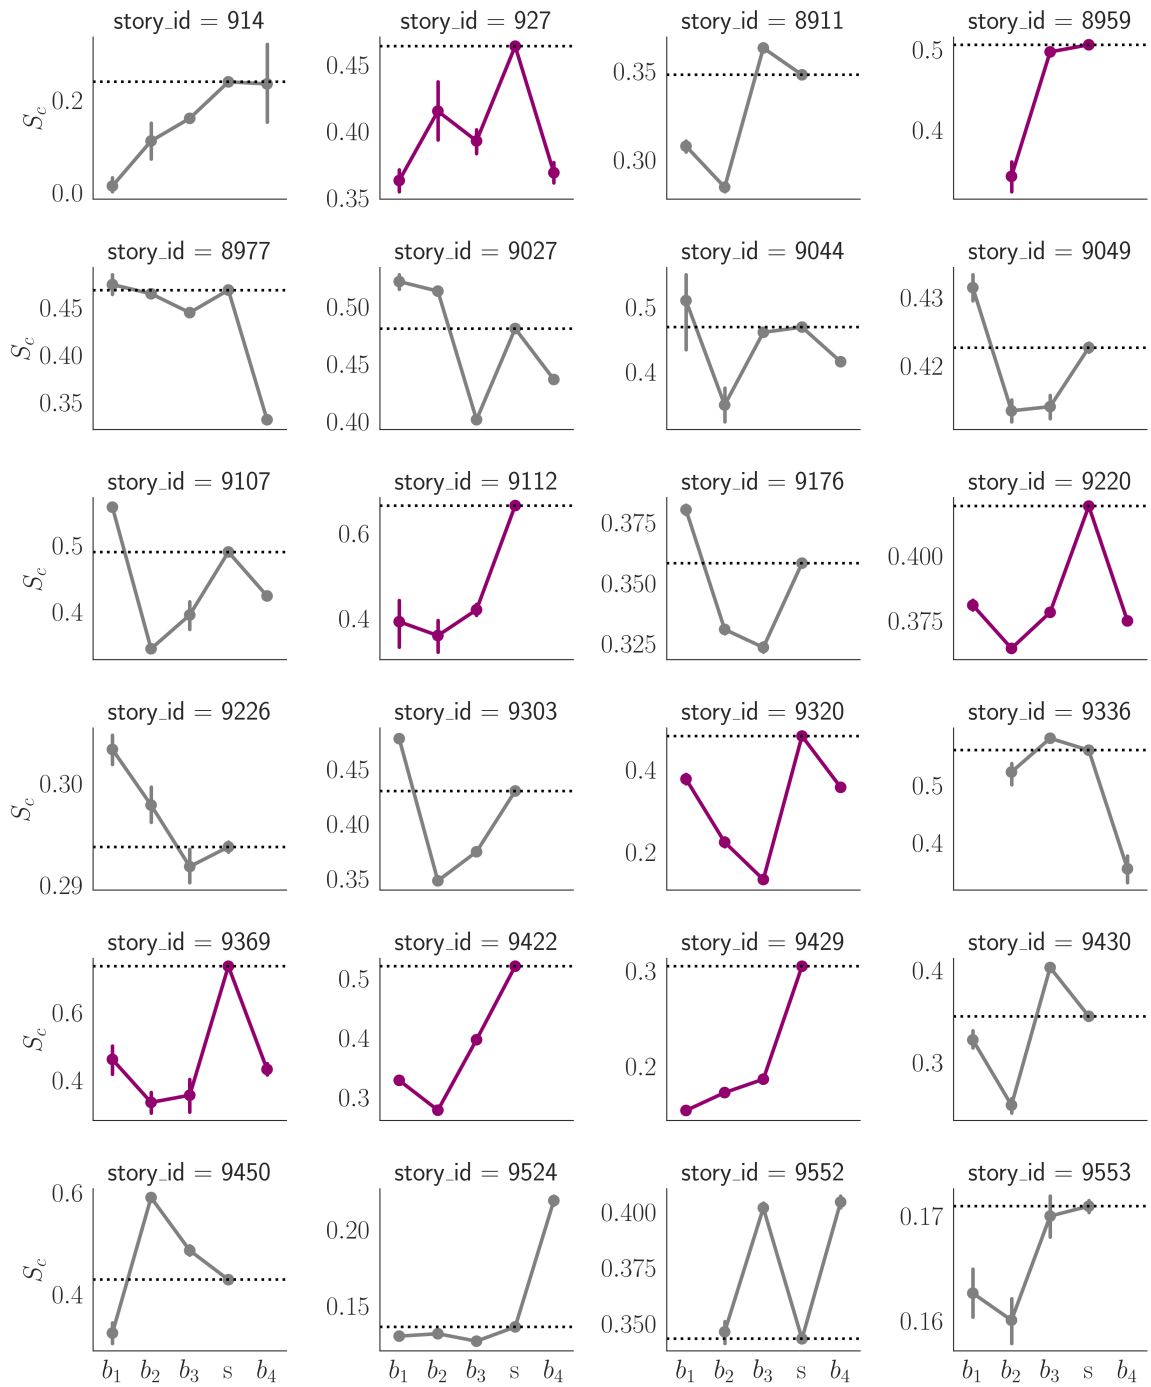 story_id = 914 story_id = 927 story_id = 8911 story_id = 8959
S_c 0.2 0.0 0.45 0.40 0.35 0.35 0.30 0.5 0.4
story_id = 8977 story_id = 9027 story_id = 9044 story_id = 9049
S_c 0.45 0.40 0.35 0.50 0.45 0.40 0.5 0.4 0.43 0.42
story_id = 9107 story_id = 9112 story_id = 9176 story_id = 9220
S_c 0.5 0.4 0.6 0.4 0.375 0.350 0.325 0.400 0.375
story_id = 9226 story_id = 9303 story_id = 9320 story_id = 9336
S_c 0.30 0.29 0.45 0.40 0.35 0.4 0.2 0.5 0.4
story_id = 9369 story_id = 9422 story_id = 9429 story_id = 9430
S_c 0.6 0.4 0.5 0.4 0.3 0.3 0.2 0.4 0.3
story_id = 9450 story_id = 9524 story_id = 9552 story_id = 9553
S_c 0.6 0.4 0.20 0.15 0.400 0.375 0.350 0.17 0.16
b_1 b_2 b_3 s b_4 b_1 b_2 b_3 s b_4 b_1 b_2 b_3 s b_4 b_1 b_2 b_3 s b_4